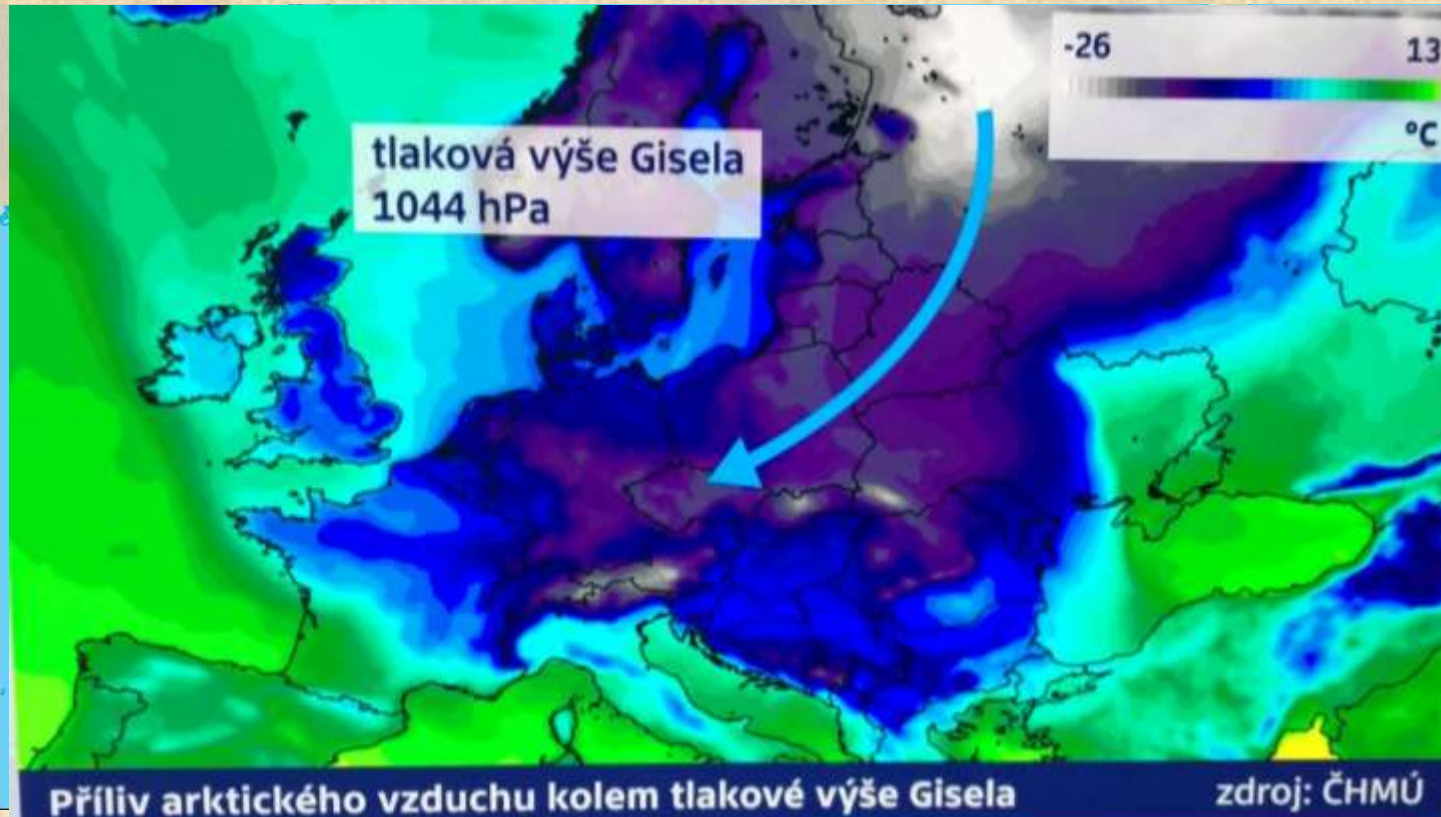 -26 13
°C
tlaková výše Gisela
1044 hPa
Příliv arktického vzduchu kolem tlakové výše Gisela
zdroj: ČHMÚ